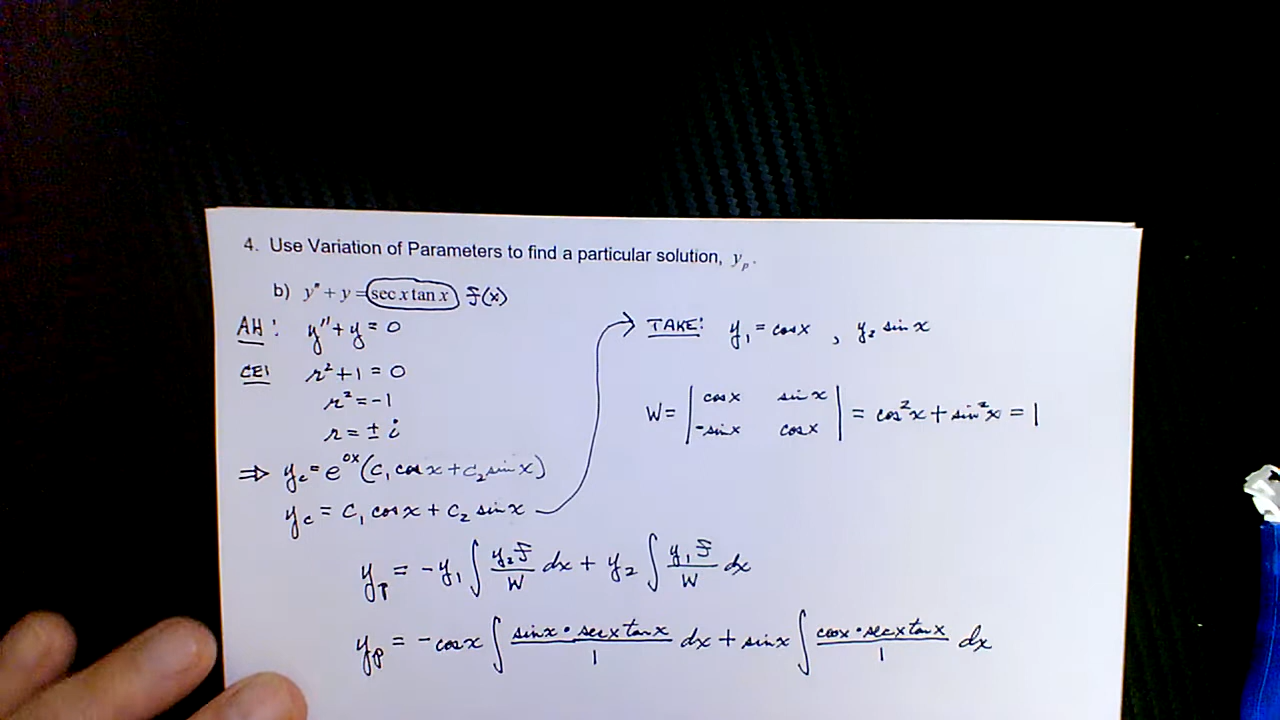 4. Use Variation of Parameters to find a particular solution, yₚ.
b) y″ + y = sec x tan x f(x)
AH: y″ + y = 0
CE: r² + 1 = 0
r² = -1
r = ± i
⇒ y_c = e^{0x}(c₁ cos x + c₂ sin x)
y_c = c₁ cos x + c₂ sin x
TAKE: y₁ = cos x , y₂ sin x
W = | cos x sin x |
| -sin x cos x | = cos²x + sin²x = 1
yₚ = -y₁ ∫ y₂f/W dx + y₂ ∫ y₁f/W dx
yₚ = -cos x ∫ sin x · sec x tan x/1 dx + sin x ∫ cos x · sec x tan x/1 dx